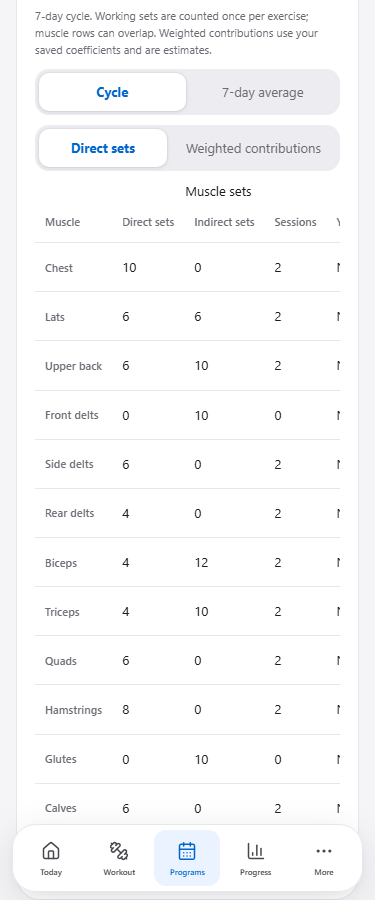 7-day cycle. Working sets are counted once per exercise;
muscle rows can overlap. Weighted contributions use your
saved coefficients and are estimates.
Cycle 7-day average
Direct sets Weighted contributions
Muscle sets
Muscle Direct sets Indirect sets Sessions
Chest 10 0 2
Lats 6 6 2
Upper back 6 10 2
Front delts 0 10 0
Side delts 6 0 2
Rear delts 4 0 2
Biceps 4 12 2
Triceps 4 10 2
Quads 6 0 2
Hamstrings 8 0 2
Glutes 0 10 0
Calves 6 0 2
Today Workout Programs Progress More